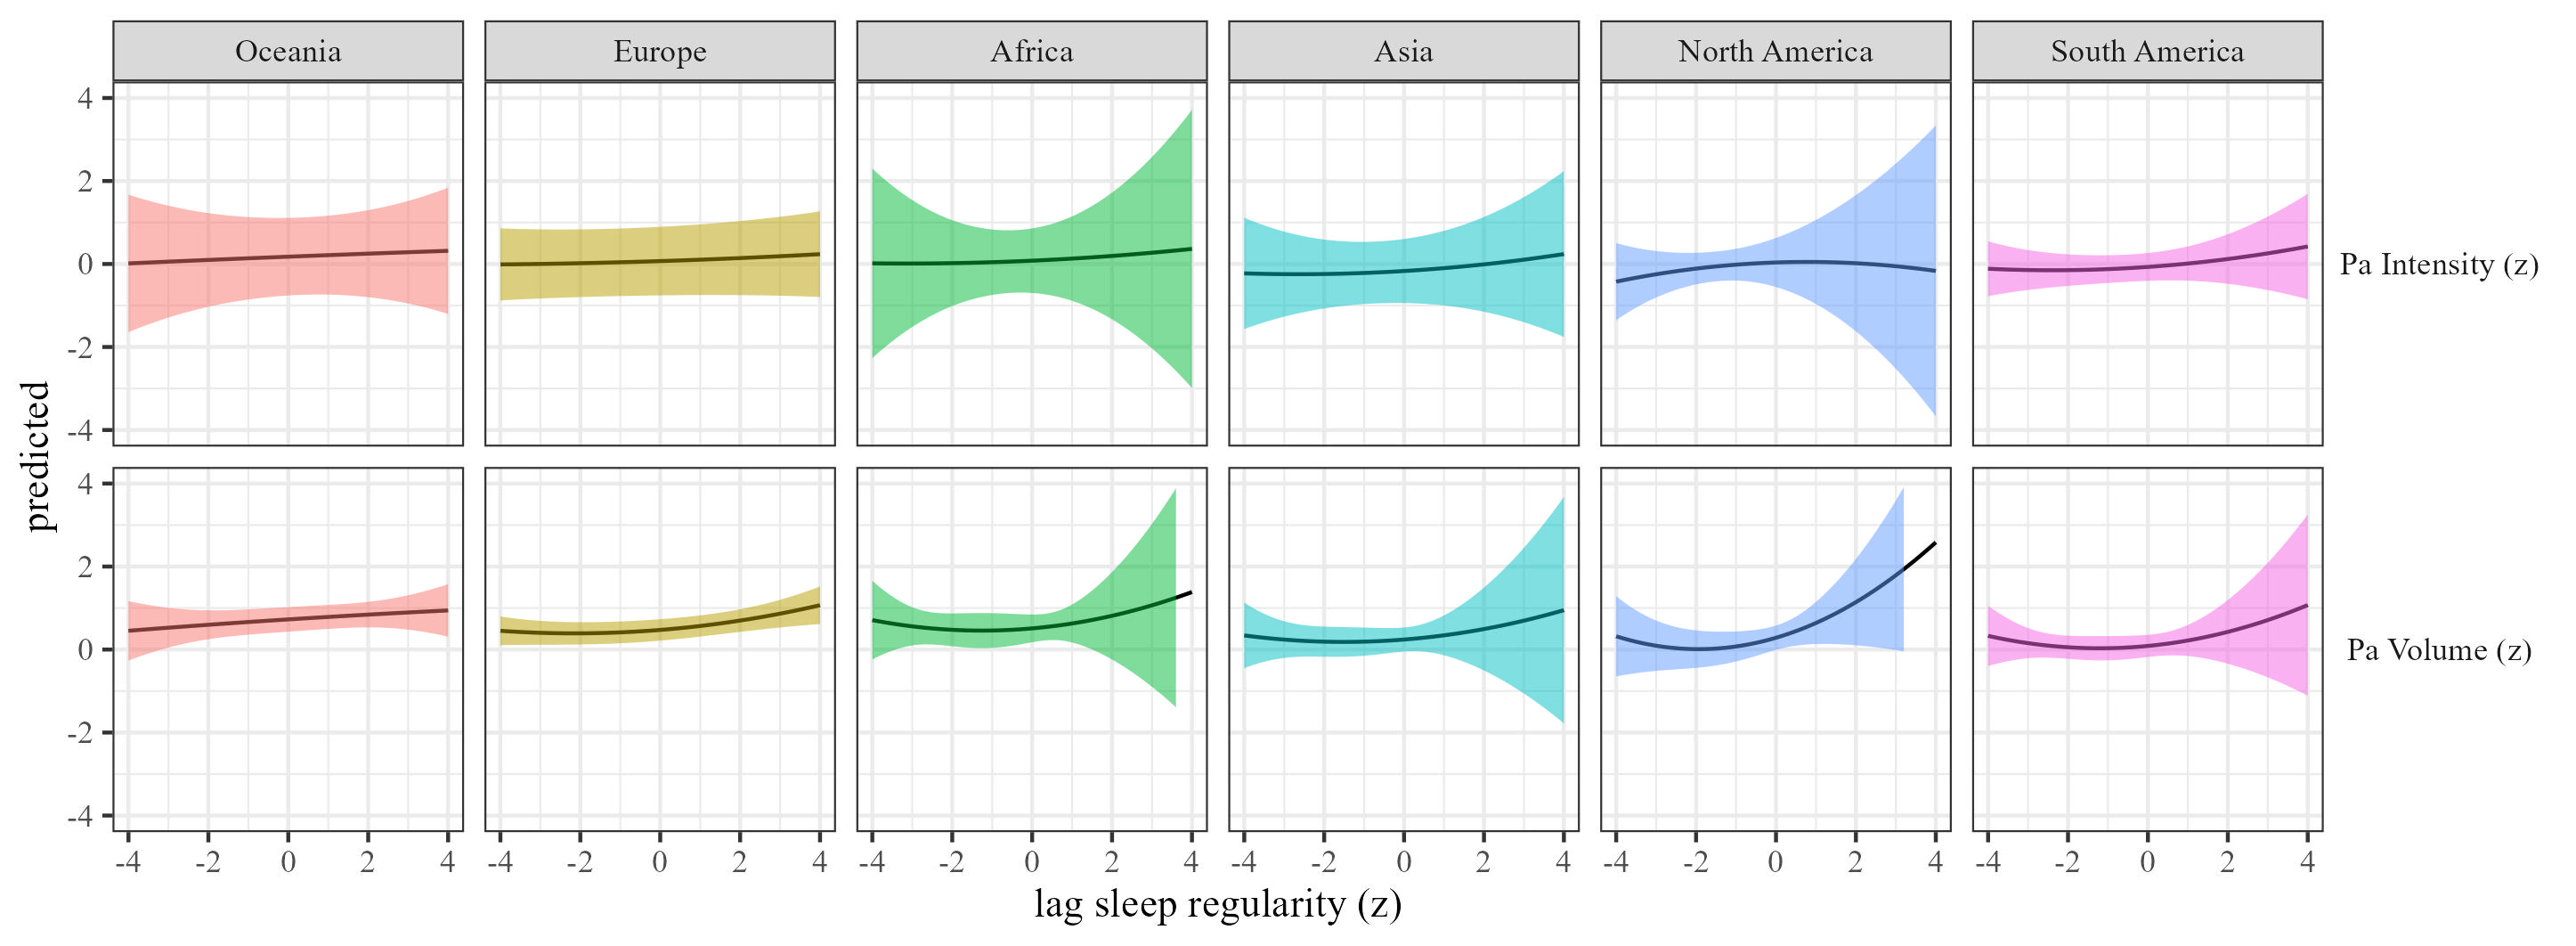 Oceania Europe Africa Asia North America South America
4
2
0
-2
-4
Pa Intensity (z)
predicted
4
2
0
-2
-4
Pa Volume (z)
-4 -2 0 2 4 -4 -2 0 2 4 -4 -2 0 2 4 -4 -2 0 2 4 -4 -2 0 2 4 -4 -2 0 2 4
lag sleep regularity (z)